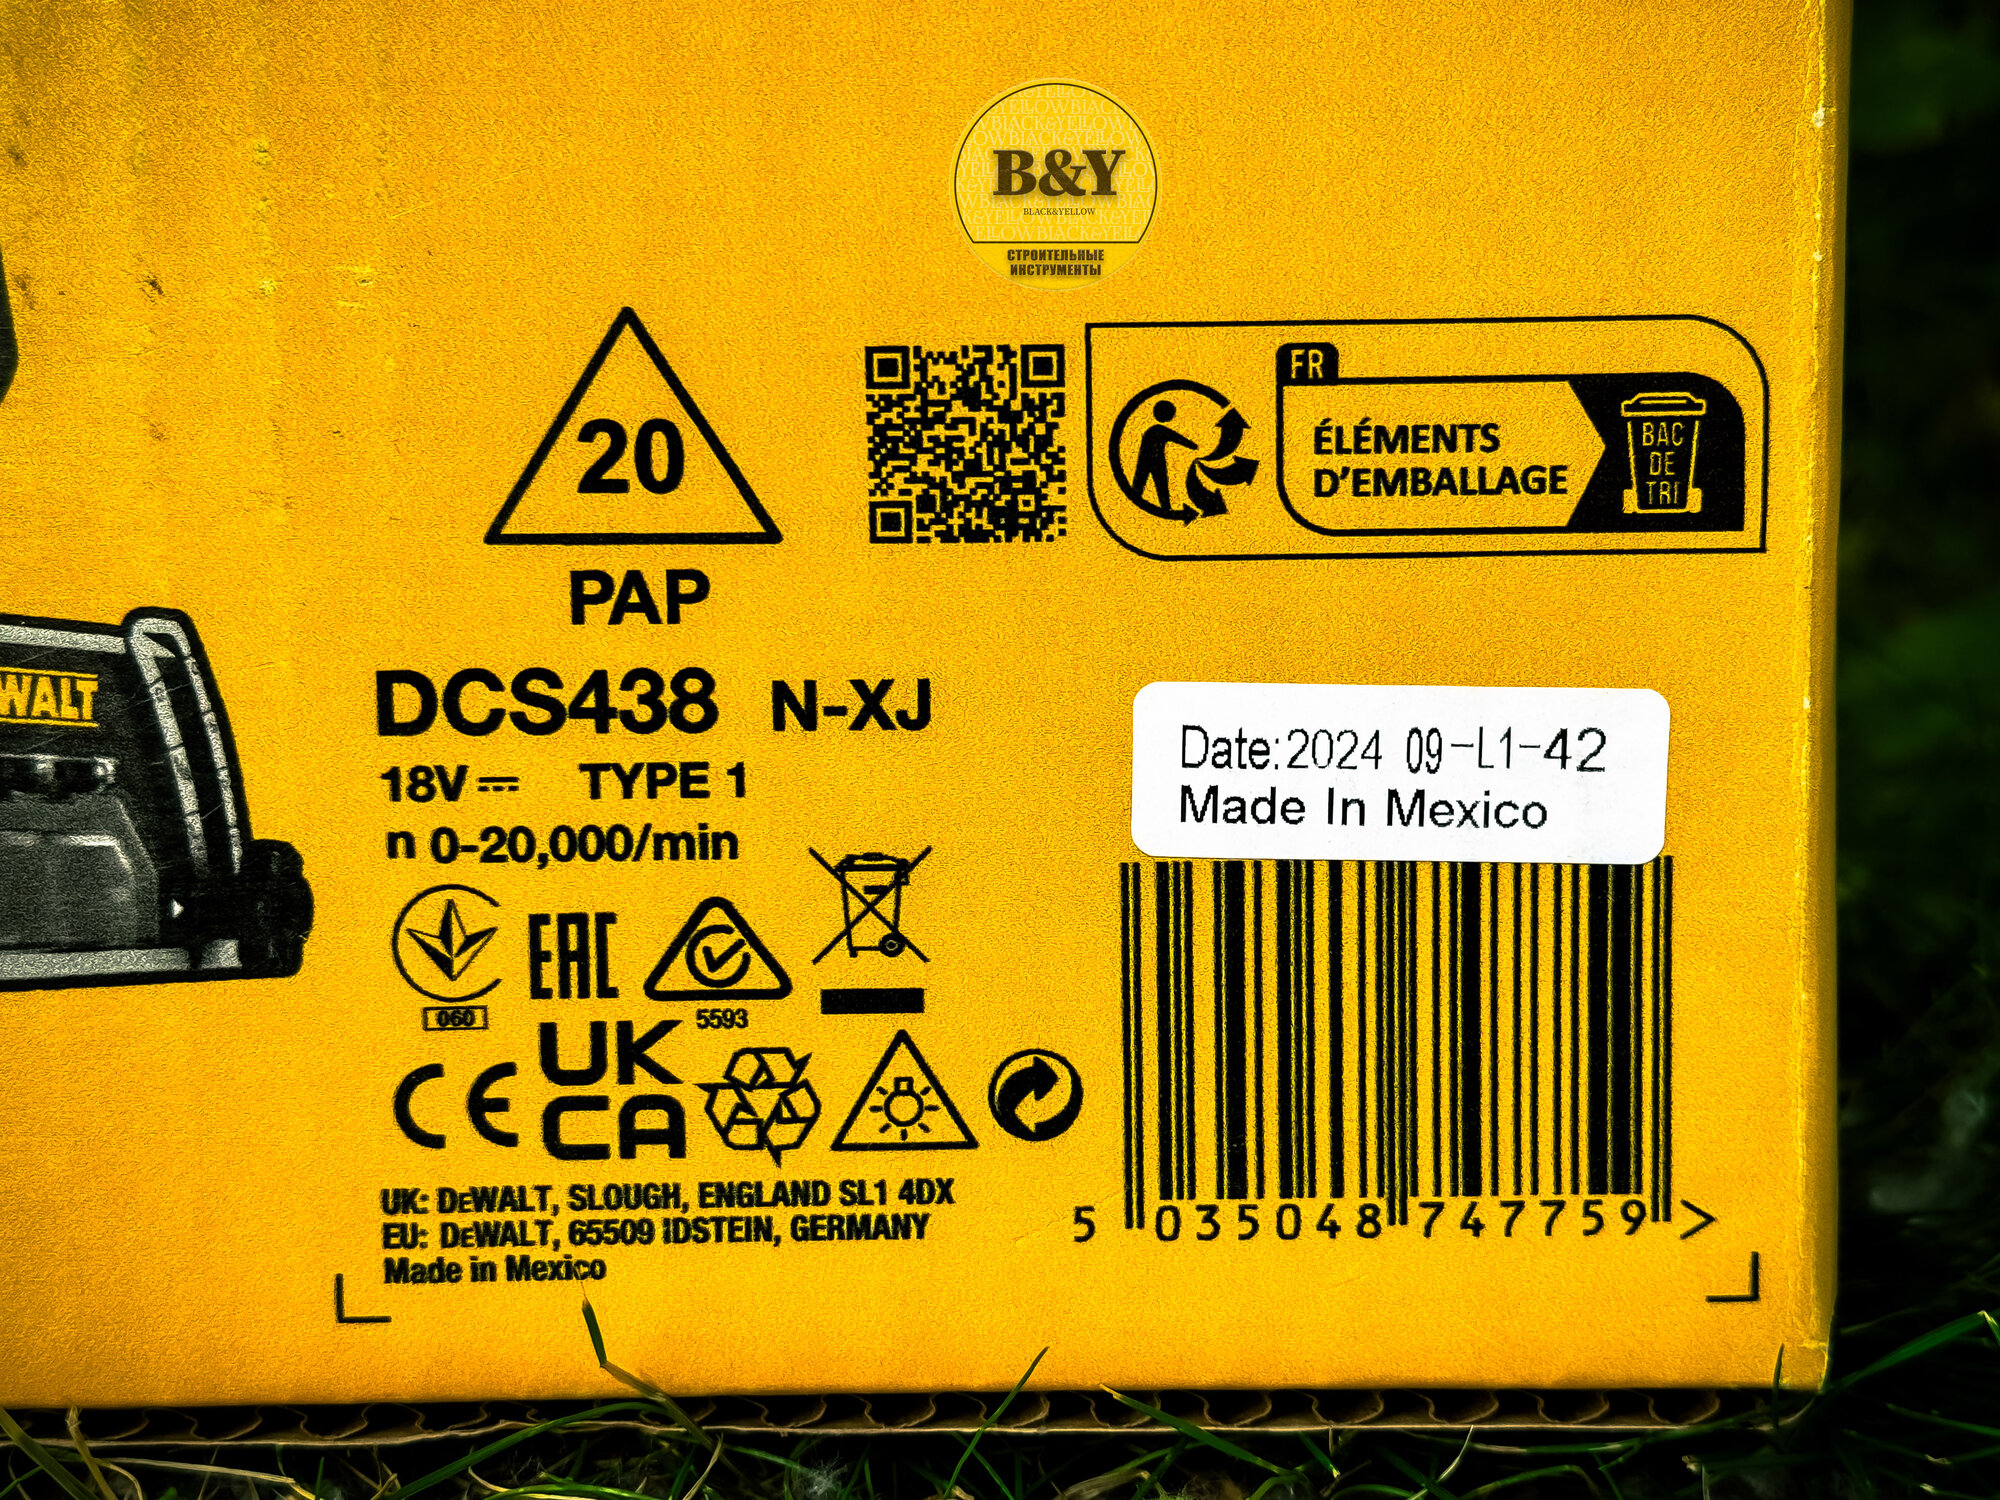 B&Y
BLACK&YELLOW
СТРОИТЕЛЬНЫЕ
ИНСТРУМЕНТЫ
20
PAP
FR
ÉLÉMENTS
D'EMBALLAGE
BAC
DE
TRI
WALT
DCS438 N-XJ
18V TYPE 1
n 0-20,000/min
Date:2024 09-L1-42
Made In Mexico
060
EAC
5593
CE
UK
CA
UK: DEWALT, SLOUGH, ENGLAND SL1 4DX
EU: DEWALT, 65509 IDSTEIN, GERMANY
Made in Mexico
5 035048 747759 >